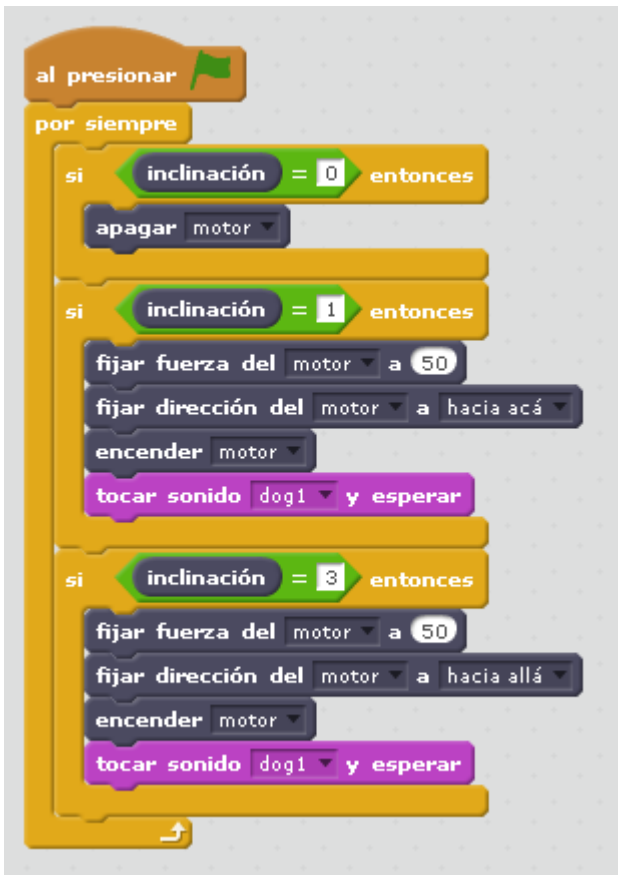 al presionar
por siempre
si inclinación = 0 entonces
apagar motor
si inclinación = 1 entonces
fijar fuerza del motor a 50
fijar dirección del motor a hacia acá
encender motor
tocar sonido dog1 y esperar
si inclinación = 3 entonces
fijar fuerza del motor a 50
fijar dirección del motor a hacia allá
encender motor
tocar sonido dog1 y esperar